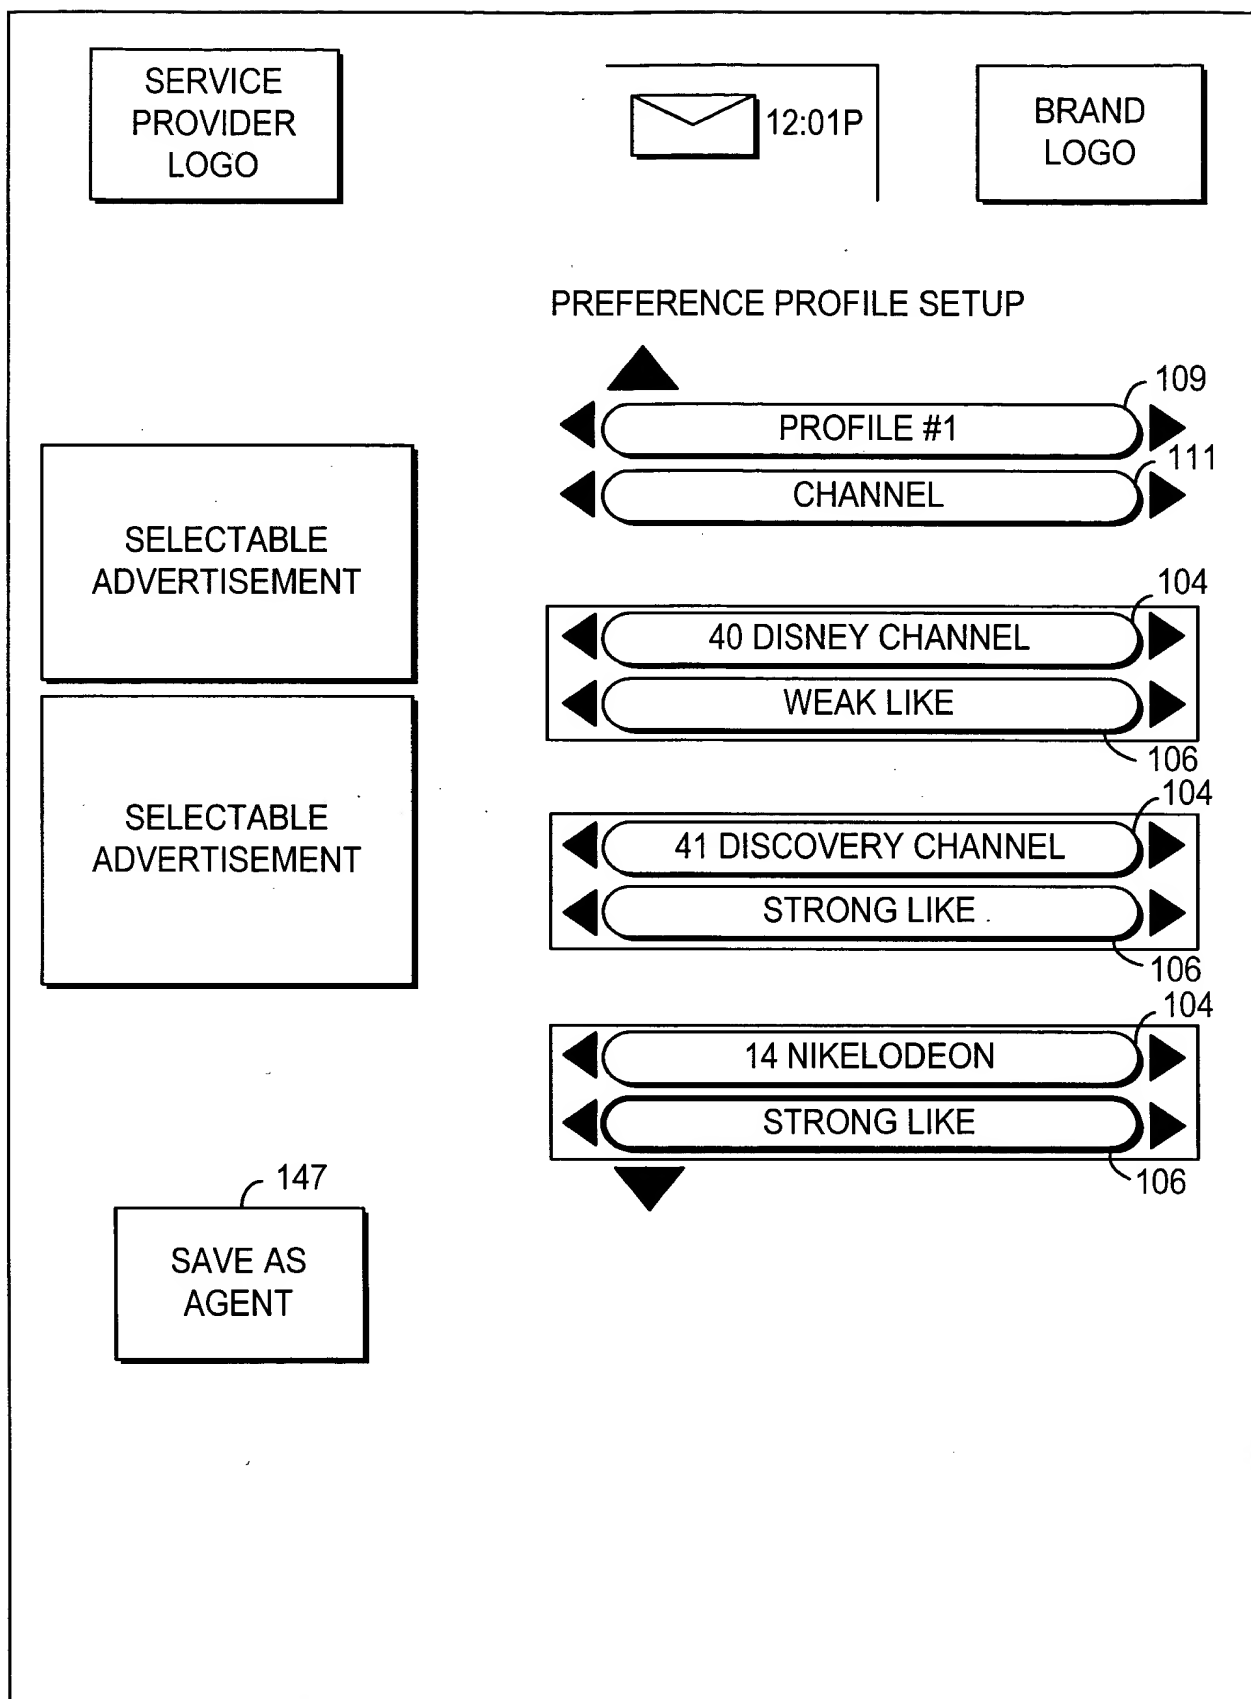 SERVICE
PROVIDER
LOGO
12:01P
BRAND
LOGO
PREFERENCE PROFILE SETUP
109
PROFILE #1
111
CHANNEL
SELECTABLE
ADVERTISEMENT
104
40 DISNEY CHANNEL
WEAK LIKE
106
SELECTABLE
ADVERTISEMENT
104
41 DISCOVERY CHANNEL
STRONG LIKE
106
104
14 NIKELODEON
STRONG LIKE
106
147
SAVE AS
AGENT